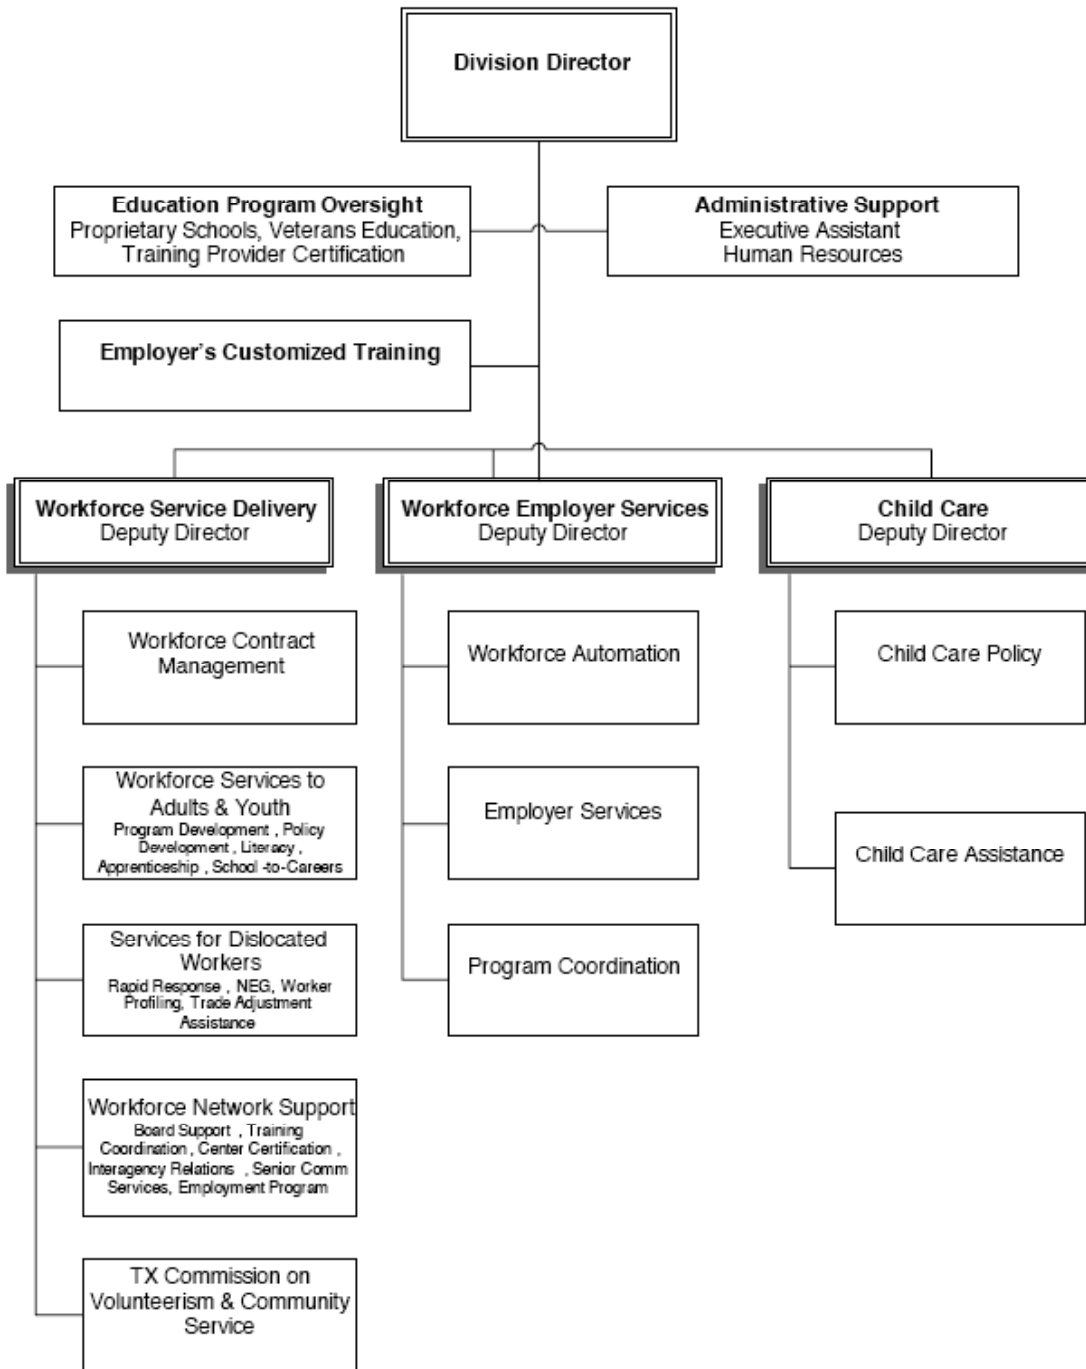 Division Director
Education Program Oversight
Proprietary Schools, Veterans Education,
Training Provider Certification
Administrative Support
Executive Assistant
Human Resources
Employer's Customized Training
Workforce Service Delivery
Deputy Director
Workforce Employer Services
Deputy Director
Child Care
Deputy Director
Workforce Contract
Management
Workforce Services to
Adults & Youth
Program Development , Policy
Development , Literacy ,
Apprenticeship , School -to-Careers
Services for Dislocated
Workers
Rapid Response , NEG, Worker
Profiling, Trade Adjustment
Assistance
Workforce Network Support
Board Support , Training
Coordination , Center Certification ,
Interagency Relations , Senior Comm
Services, Employment Program
TX Commission on
Volunteerism & Community
Service
Workforce Automation
Employer Services
Program Coordination
Child Care Policy
Child Care Assistance